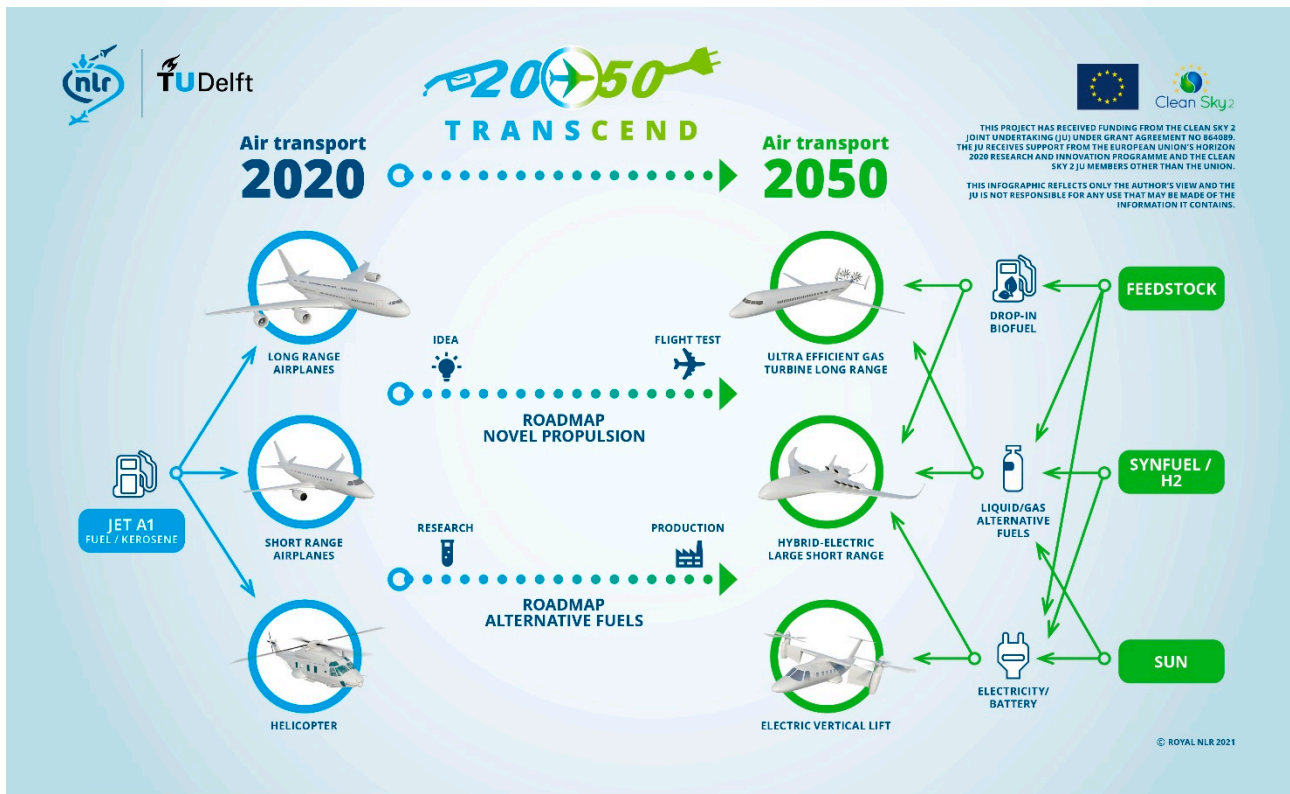 nlr
TU Delft
2050
TRANSCEND
Clean Sky2
THIS PROJECT HAS RECEIVED FUNDING FROM THE CLEAN SKY 2
JOINT UNDERTAKING (JU) UNDER GRANT AGREEMENT NO 864089.
THE JU RECEIVES SUPPORT FROM THE EUROPEAN UNION'S HORIZON
2020 RESEARCH AND INNOVATION PROGRAMME AND THE CLEAN
SKY 2 JU MEMBERS OTHER THAN THE UNION.
THIS INFOGRAPHIC REFLECTS ONLY THE AUTHOR'S VIEW AND THE
JU IS NOT RESPONSIBLE FOR ANY USE THAT MAY BE MADE OF THE
INFORMATION IT CONTAINS.
Air transport
2020
Air transport
2050
JET A1
FUEL / KEROSENE
LONG RANGE
AIRPLANES
SHORT RANGE
AIRPLANES
HELICOPTER
IDEA
FLIGHT TEST
ROADMAP
NOVEL PROPULSION
RESEARCH
PRODUCTION
ROADMAP
ALTERNATIVE FUELS
ULTRA EFFICIENT GAS
TURBINE LONG RANGE
HYBRID-ELECTRIC
LARGE SHORT RANGE
ELECTRIC VERTICAL LIFT
DROP-IN
BIOFUEL
LIQUID/GAS
ALTERNATIVE
FUELS
ELECTRICITY/
BATTERY
FEEDSTOCK
SYNFUEL /
H2
SUN
© ROYAL NLR 2021